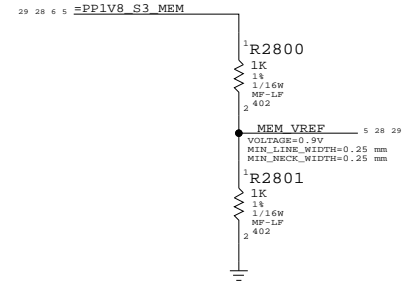 29 28 6 5 =PP1V8_S3_MEM
1
R2800
1K
1%
1/16W
MF-LF
402
2
MEM_VREF 5 28 29
VOLTAGE=0.9V
MIN_LINE_WIDTH=0.25 mm
MIN_NECK_WIDTH=0.25 mm
1
R2801
1K
1%
1/16W
MF-LF
402
2